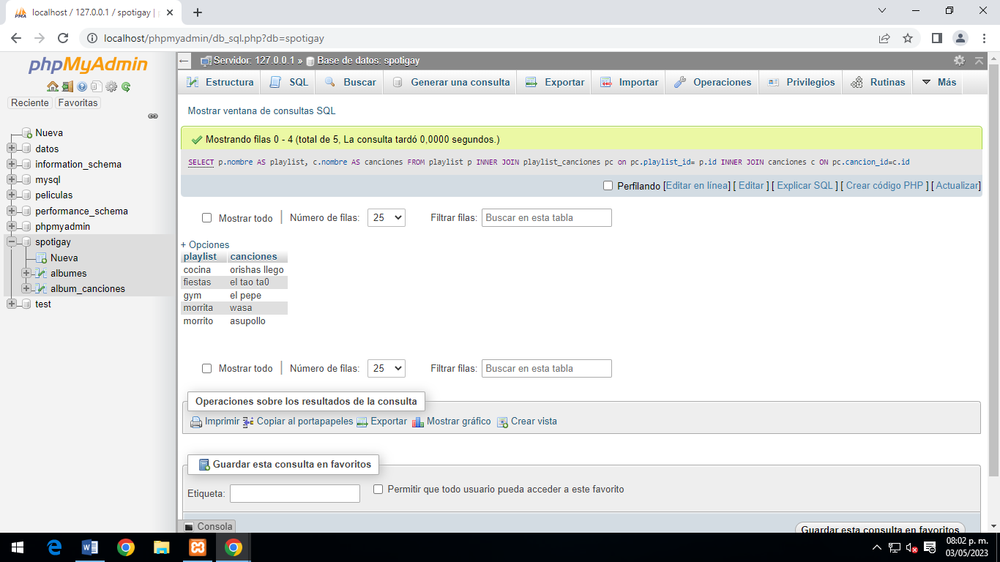 localhost / 127.0.0.1 / spotigay |
localhost/phpmyadmin/db_sql.php?db=spotigay
phpMyAdmin
Reciente Favoritas
Nueva
datos
information_schema
mysql
peliculas
performance_schema
phpmyadmin
spotigay
Nueva
albumes
album_canciones
test
Servidor: 127.0.0.1 » Base de datos: spotigay
Estructura SQL Buscar Generar una consulta Exportar Importar Operaciones Privilegios Rutinas Más
Mostrar ventana de consultas SQL
Mostrando filas 0 - 4 (total de 5, La consulta tardó 0,0000 segundos.)
SELECT p.nombre AS playlist, c.nombre AS canciones FROM playlist p INNER JOIN playlist_canciones pc on pc.playlist_id= p.id INNER JOIN canciones c ON pc.cancion_id=c.id
Perfilando [Editar en línea] [ Editar ] [ Explicar SQL ] [ Crear código PHP ] [ Actualizar]
Mostrar todo | Número de filas: 25 Filtrar filas: Buscar en esta tabla
+ Opciones
playlist canciones
cocina orishas llego
fiestas el tao ta0
gym el pepe
morrita wasa
morrito asupollo
Mostrar todo | Número de filas: 25 Filtrar filas: Buscar en esta tabla
Operaciones sobre los resultados de la consulta
Imprimir Copiar al portapapeles Exportar Mostrar gráfico Crear vista
Guardar esta consulta en favoritos
Etiqueta: Permitir que todo usuario pueda acceder a este favorito
Consola
Guardar esta consulta en favoritos
08:02 p. m.
03/05/2023